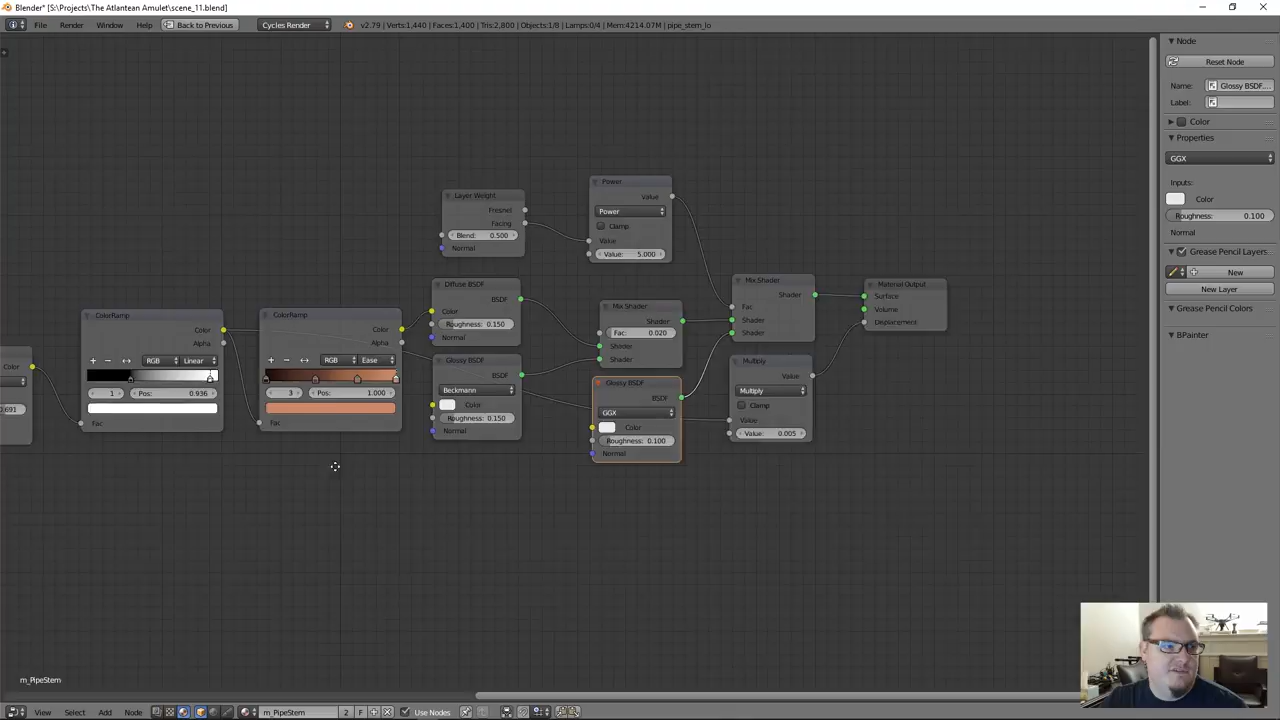 Blender* [S:\Projects\The Atlantean Amulet\scene_11.blend]
File Render Window Help Back to Previous Cycles Render v2.79 | Verts:1,440 | Faces:1,400 | Tris:2,800 | Objects:1/8 | Lamps:0/4 | Mem:4214.07M | pipe_stem_lo
Node
Reset Node
Name: Glossy BSDF....
Label:
Color
Properties
GGX
Inputs:
Color
Roughness: 0.100
Normal
Grease Pencil Layers
New
New Layer
Grease Pencil Colors
BPainter
Layer Weight
Fresnel
Facing
Blend: 0.500
Normal
Power
Value
Power
Clamp
Value
Value: 5.000
Diffuse BSDF
BSDF
Color
Roughness: 0.150
Normal
Mix Shader
Shader
Fac: 0.020
Shader
Shader
Mix Shader
Shader
Fac
Shader
Shader
Material Output
Surface
Volume
Displacement
Color
691
ColorRamp
Color
Alpha
RGB Linear
1 Pos: 0.936
Fac
ColorRamp
Color
Alpha
RGB Ease
3 Pos: 1.000
Fac
Glossy BSDF
BSDF
Beckmann
Color
Roughness: 0.150
Normal
Glossy BSDF
BSDF
GGX
Color
Roughness: 0.100
Normal
Multiply
Value
Multiply
Clamp
Value
Value: 0.005
m_PipeStem
View Select Add Node m_PipeStem 2 F Use Nodes